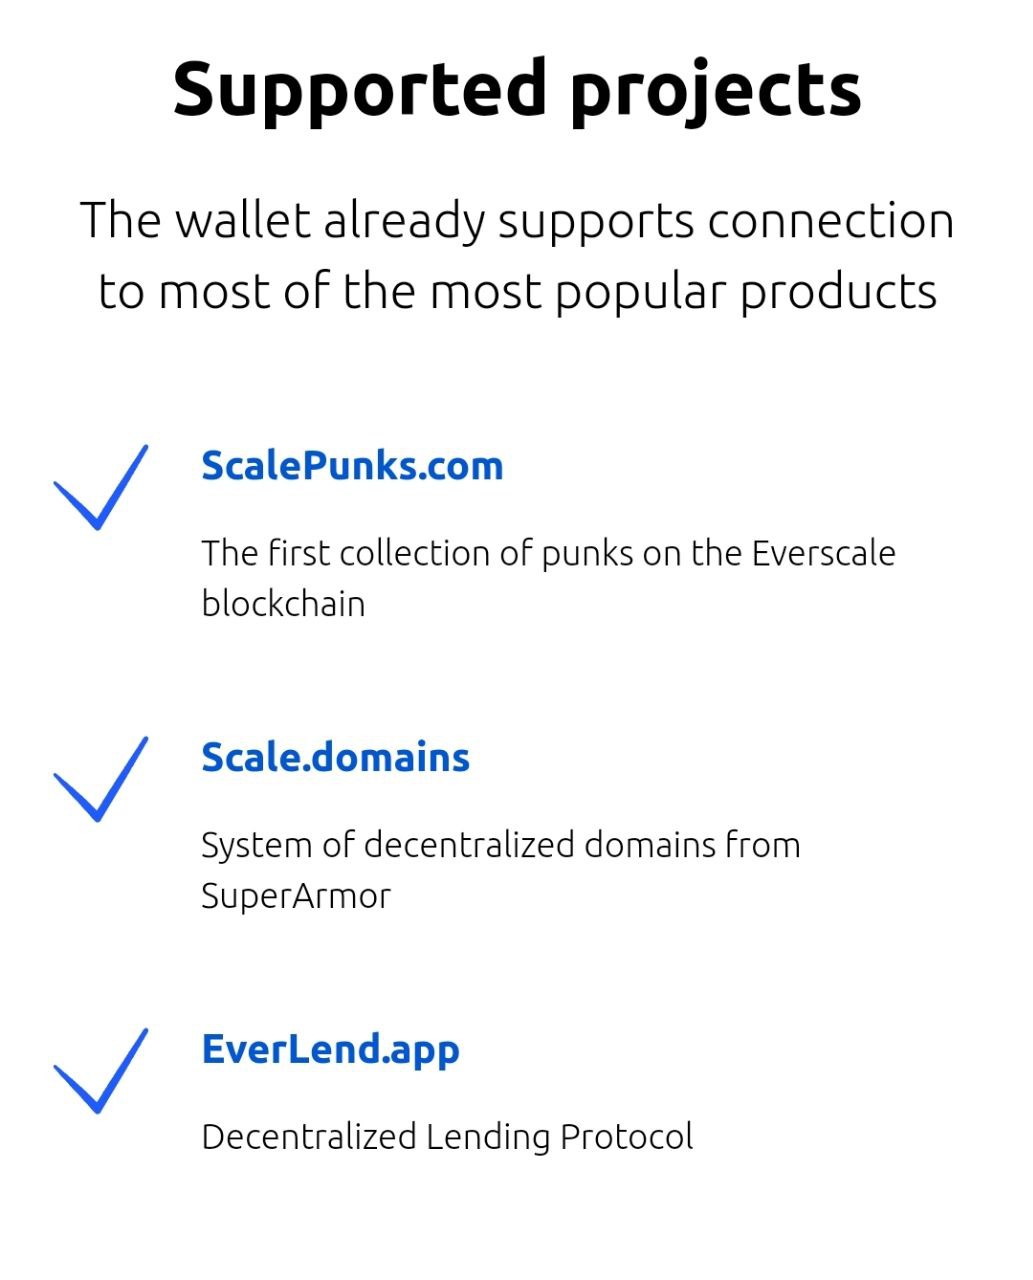 Supported projects
The wallet already supports connection
to most of the most popular products
ScalePunks.com
The first collection of punks on the Everscale
blockchain
Scale.domains
System of decentralized domains from
SuperArmor
EverLend.app
Decentralized Lending Protocol